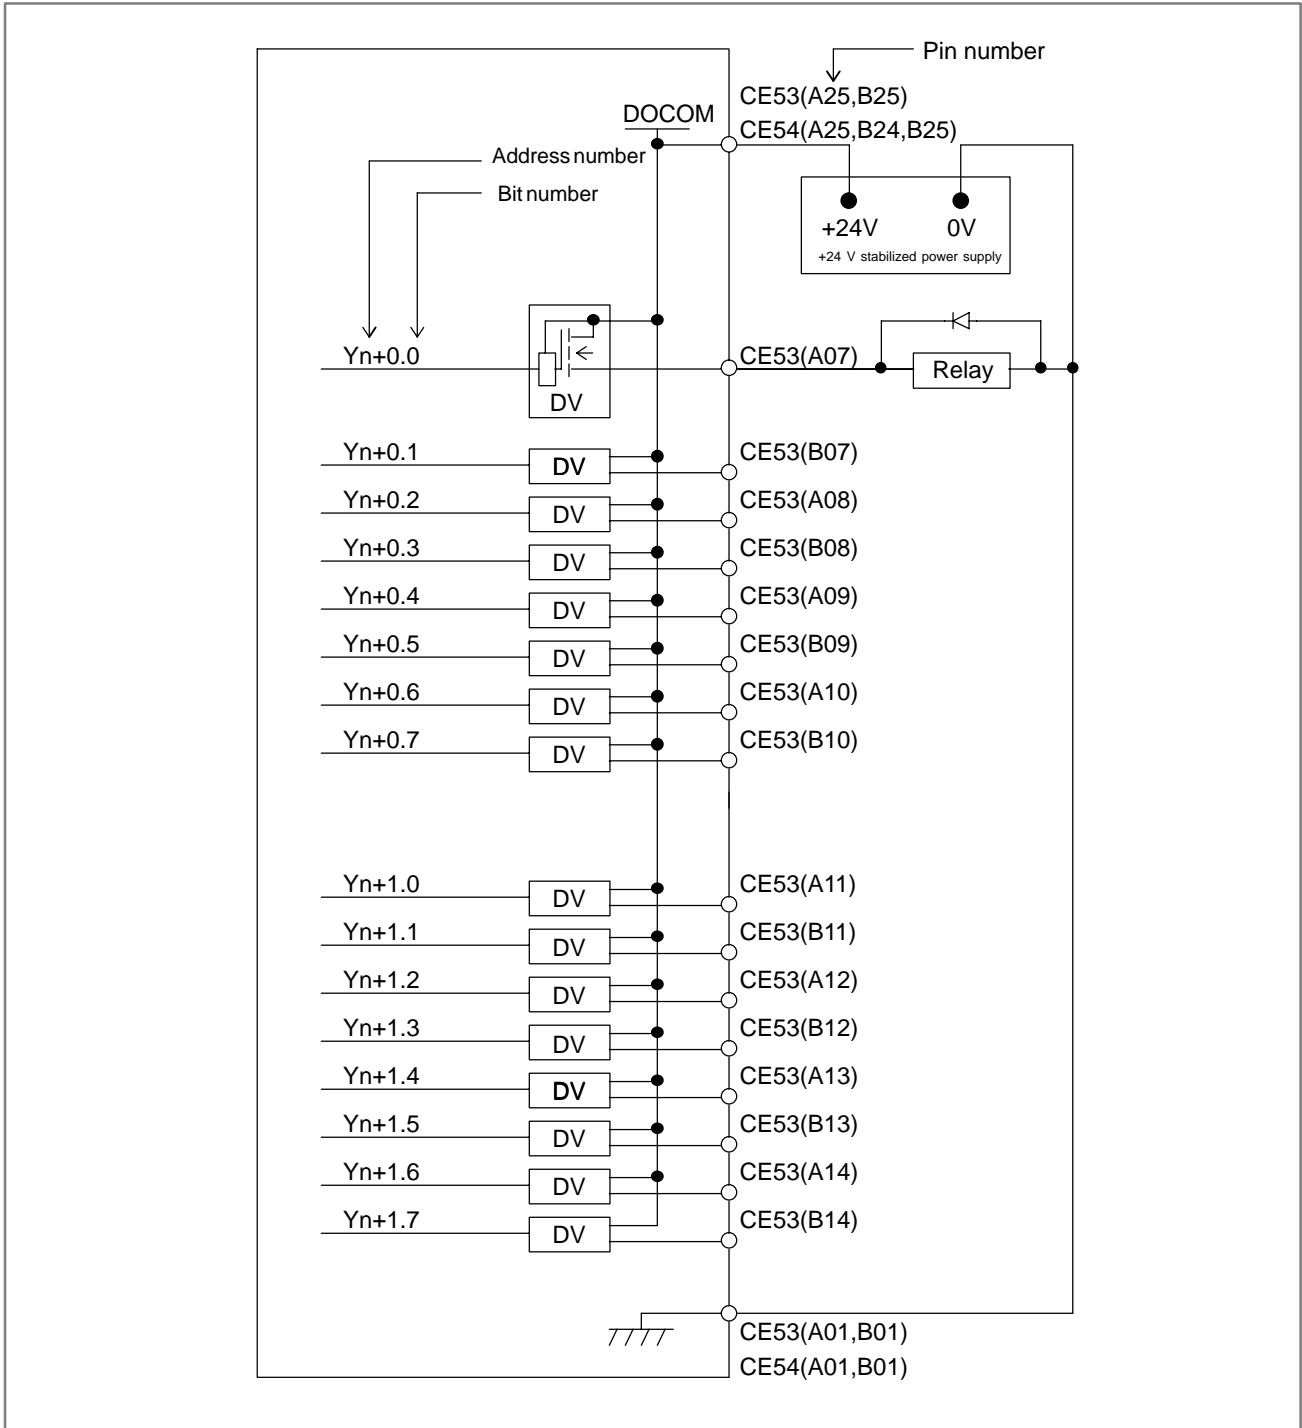 Pin number
CE53(A25,B25)
DOCOM
CE54(A25,B24,B25)
Address number
Bit number
+24V 0V
+24 V stabilized power supply
Yn+0.0
CE53(A07)
Relay
DV
Yn+0.1 DV CE53(B07)
Yn+0.2 DV CE53(A08)
Yn+0.3 DV CE53(B08)
Yn+0.4 DV CE53(A09)
Yn+0.5 DV CE53(B09)
Yn+0.6 DV CE53(A10)
Yn+0.7 DV CE53(B10)
Yn+1.0 DV CE53(A11)
Yn+1.1 DV CE53(B11)
Yn+1.2 DV CE53(A12)
Yn+1.3 DV CE53(B12)
Yn+1.4 DV CE53(A13)
Yn+1.5 DV CE53(B13)
Yn+1.6 DV CE53(A14)
Yn+1.7 DV CE53(B14)
CE53(A01,B01)
CE54(A01,B01)